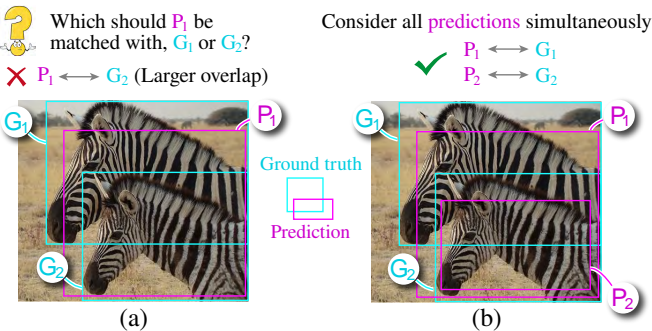 Which should P1 be
matched with, G1 or G2?
P1 ⟷ G2 (Larger overlap)
Consider all predictions simultaneously
P1 ⟷ G1
P2 ⟷ G2
G1
P1
G2
Ground truth
Prediction
G1
P1
G2
P2
(a)
(b)